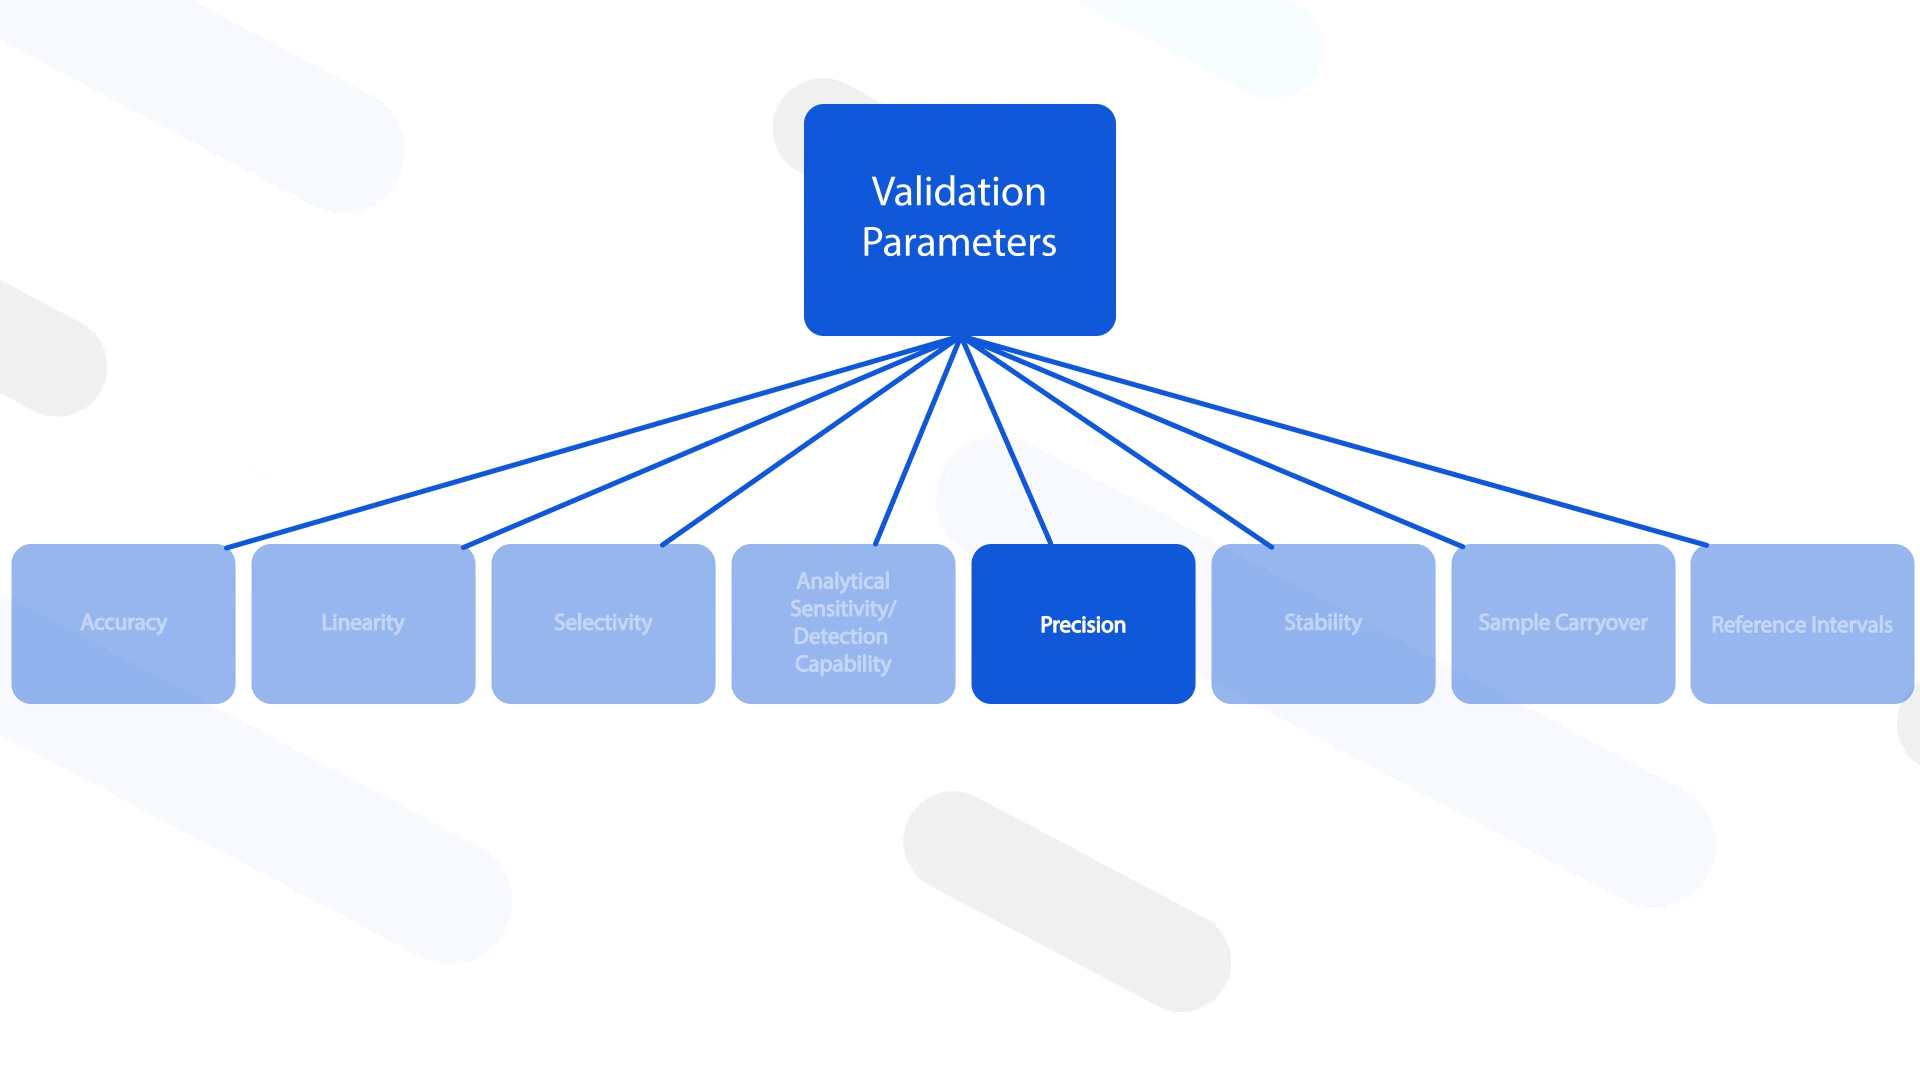 Validation
Parameters
Accuracy
Linearity
Selectivity
Analytical
Sensitivity/
Detection
Capability
Precision
Stability
Sample Carryover
Reference Intervals